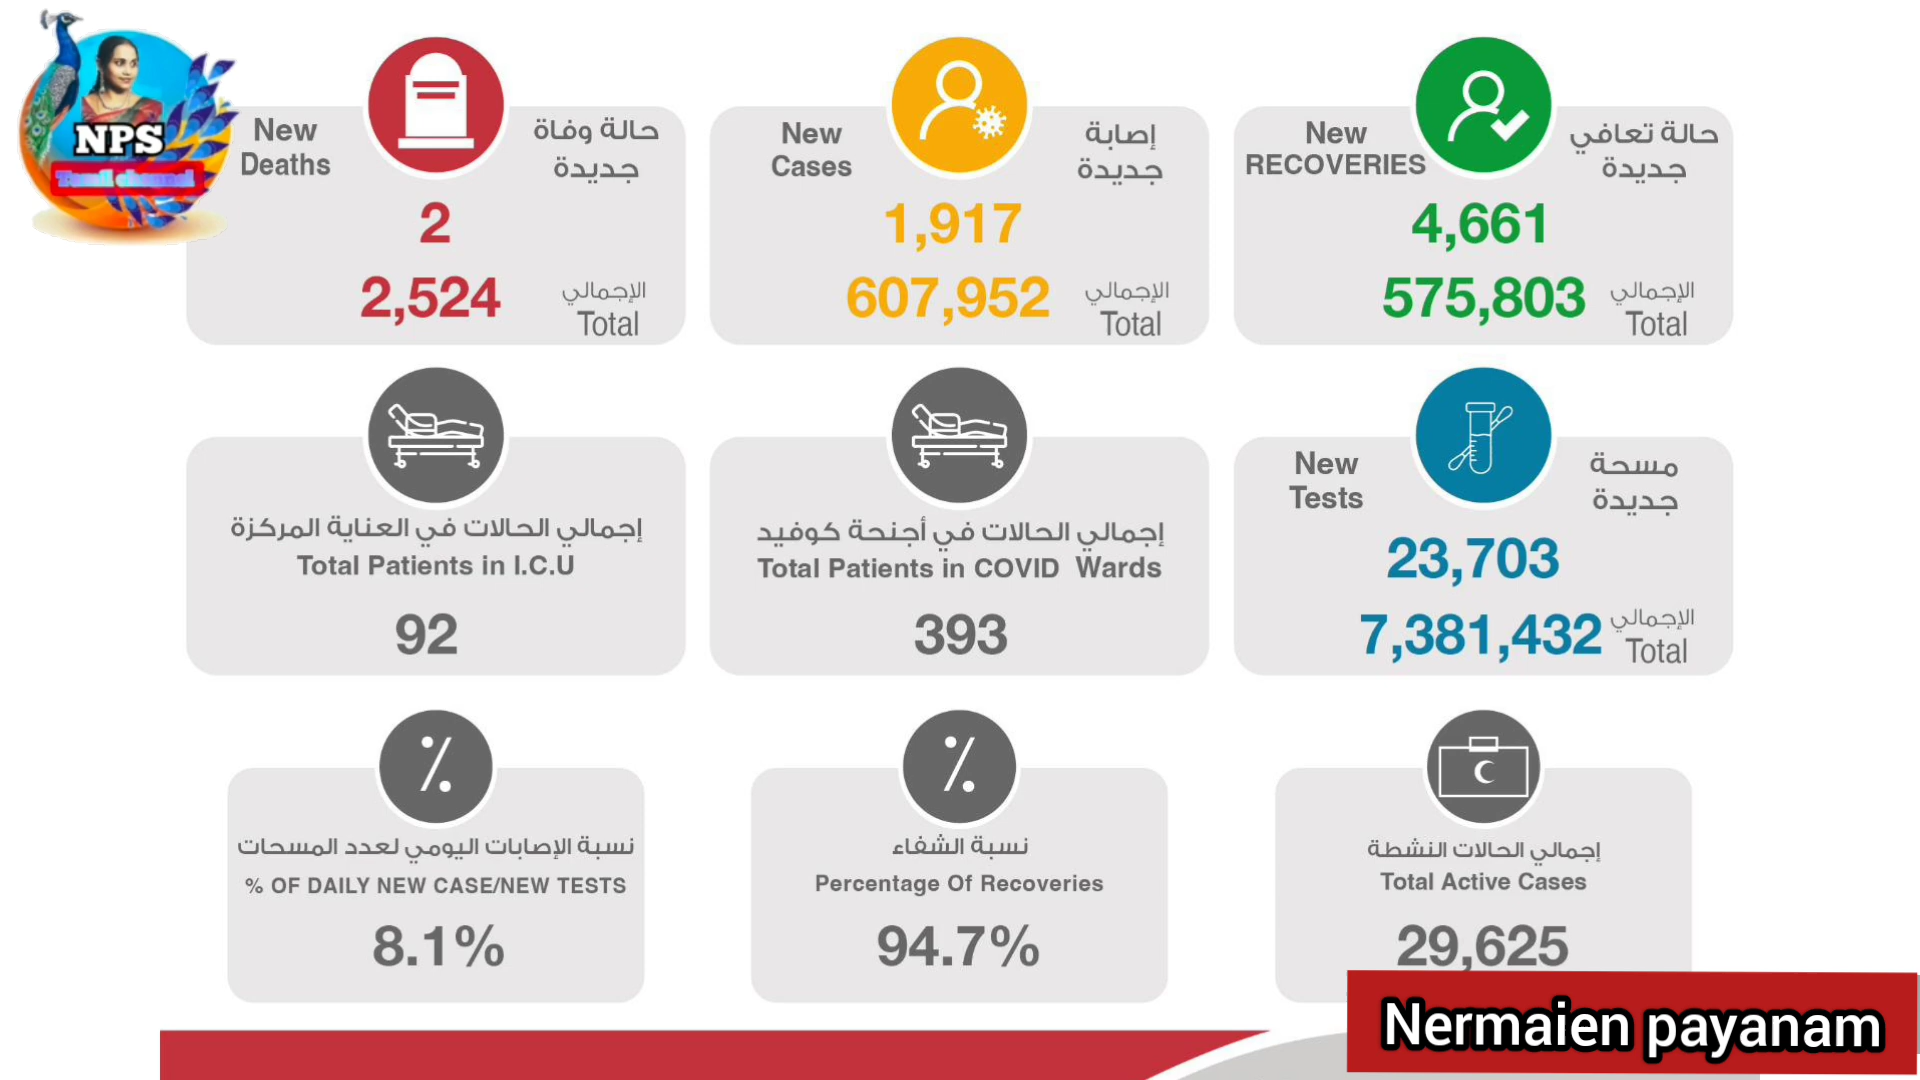 NPS
Tamil channel
New
Deaths
حالة وفاة
جديدة
2
2,524
الإجمالي
Total
New
Cases
إصابة
جديدة
1,917
607,952
الإجمالي
Total
New
RECOVERIES
حالة تعافي
جديدة
4,661
575,803
الإجمالي
Total
إجمالي الحالات في العناية المركزة
Total Patients in I.C.U
92
إجمالي الحالات في أجنحة كوفيد
Total Patients in COVID Wards
393
New
Tests
مسحة
جديدة
23,703
7,381,432
الإجمالي
Total
نسبة الإصابات اليومي لعدد المسحات
% OF DAILY NEW CASE/NEW TESTS
8.1%
نسبة الشفاء
Percentage Of Recoveries
94.7%
إجمالي الحالات النشطة
Total Active Cases
29,625
Nermaien payanam